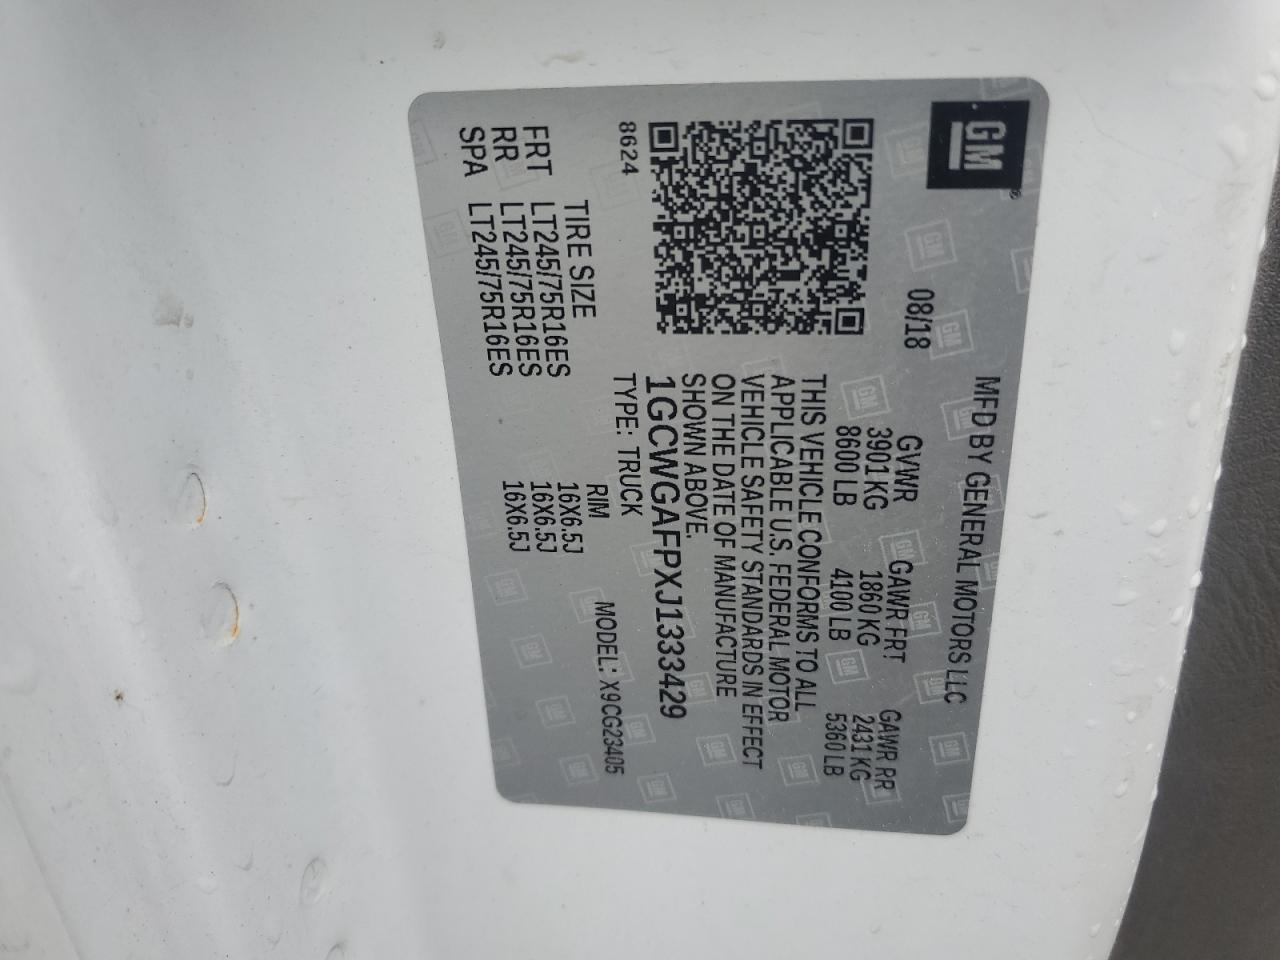 GM
MFD BY GENERAL MOTORS LLC
08/18
GVWR GAWR FRT GAWR RR
3901 KG 1860 KG 2431 KG
8600 LB 4100 LB 5360 LB
THIS VEHICLE CONFORMS TO ALL
APPLICABLE U.S. FEDERAL MOTOR
VEHICLE SAFETY STANDARDS IN EFFECT
ON THE DATE OF MANUFACTURE
SHOWN ABOVE.
1GCWGAFPXJ1333429
8624 TYPE: TRUCK
MODEL: X9CG23405
TIRE SIZE RIM
FRT LT245/75R16ES 16X6.5J
RR LT245/75R16ES 16X6.5J
SPA LT245/75R16ES 16X6.5J